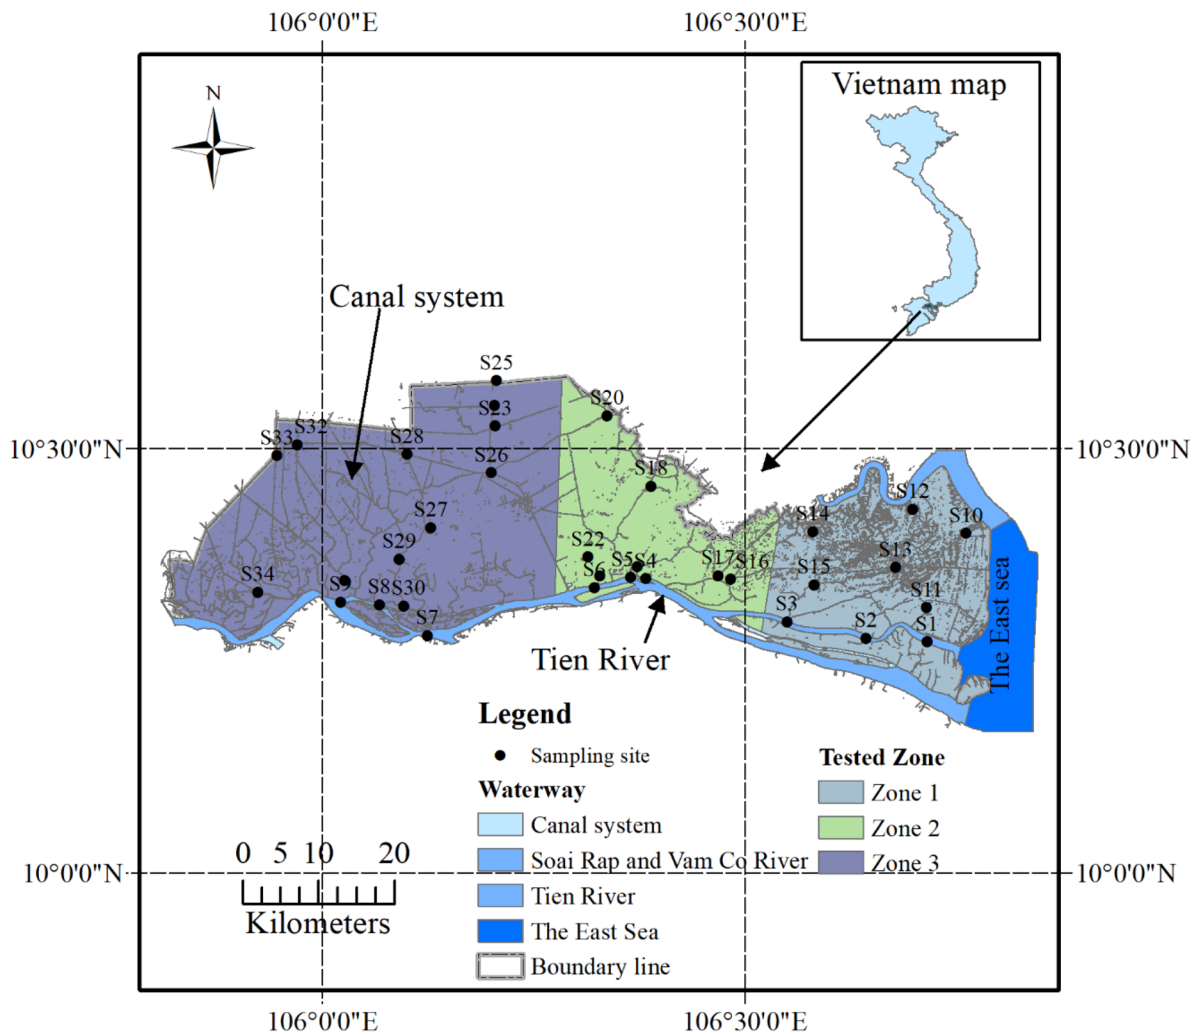 106°0'0"E
106°30'0"E
N
Vietnam map
Canal system
S25
S23
S20
S33
S32
S28
S26
S18
10°30'0"N
10°30'0"N
S27
S29
S22
S14
S12
S10
S13
S34
S8
S30
S7
S6
S5
S4
S17
S16
S15
S3
S2
S11
S1
The East sea
Tien River
Legend
Sampling site
Waterway
Canal system
Soai Rap and Vam Co River
Tien River
The East Sea
Boundary line
Tested Zone
Zone 1
Zone 2
Zone 3
0 5 10 20
Kilometers
10°0'0"N
10°0'0"N
106°0'0"E
106°30'0"E